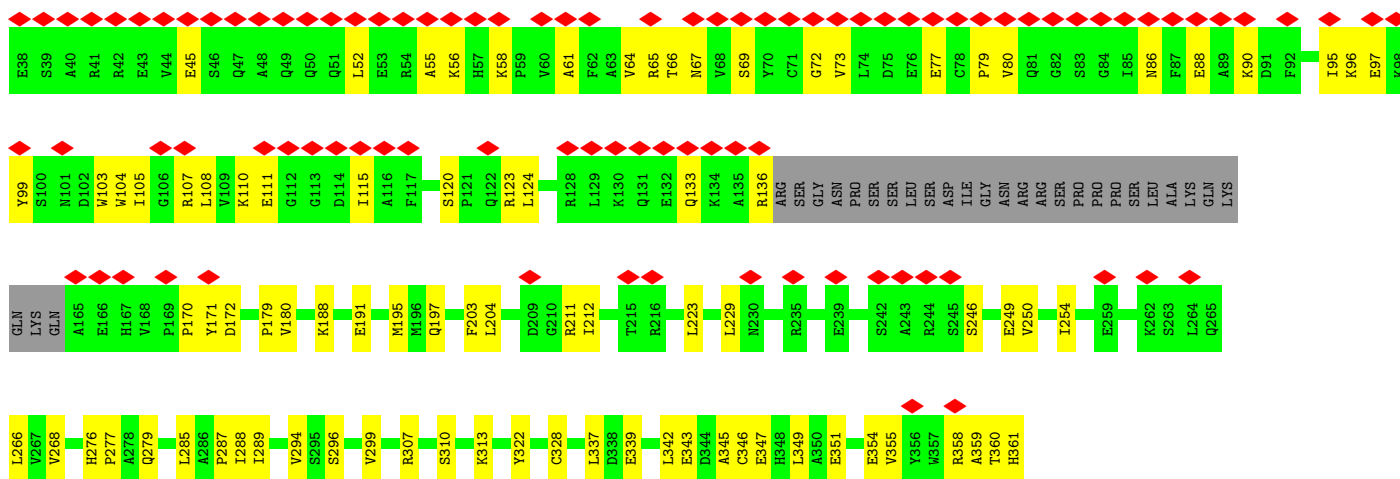 E38 S39 A40 R41 R42 E43 V44 E45 S46 Q47 A48 Q49 Q50 Q51 L52 E53 R54 A55 K56 H57 K58 P59 V60 A61 F62 A63 V64 R65 T66 N67 V68 S69 Y70 C71 G72 V73 L74 D75 E76 E77 C78 P79 V80 Q81 G82 S83 G84 I85 N86 F87 E88 A89 K90 D91 F92 I95 K96 E97 K98
Y99 S100 N101 D102 W103 W104 I105 G106 R107 L108 V109 K110 E111 G112 G113 D114 I115 A116 F117 S120 P121 Q122 R123 L124 R128 L129 K130 Q131 E132 Q133 K134 A135 R136 ARG SER GLY ASN PRO SER SER LEU SER ASP ILE GLY ASN ARG ARG SER PRO PRO PRO SER LEU ALA LYS GLN LYS
GLN LYS GLN A165 E166 H167 V168 P169 P170 Y171 D172 P179 V180 K188 E191 M195 M196 Q197 F203 L204 D209 G210 R211 I212 T215 R216 L223 L229 N230 R235 E239 S242 A243 R244 S245 S246 E249 V250 I254 E259 K262 S263 L264 Q265
L266 V267 V268 H276 P277 A278 Q279 L285 A286 P287 I288 I289 V294 S295 S296 V299 R307 S310 K313 Y322 C328 L337 D338 E339 L342 E343 D344 A345 C346 E347 H348 L349 A350 E351 E354 V355 Y356 W357 R358 A359 T360 H361